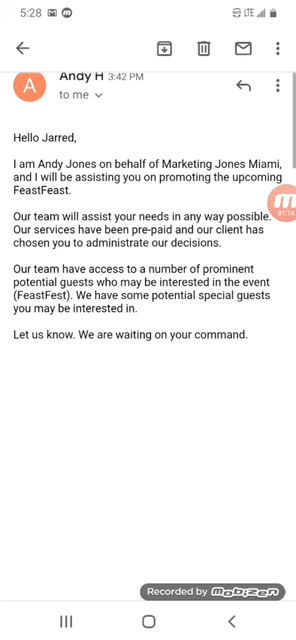 5:28
LTE
Andy H 3:42 PM
A
to me
Hello Jarred,
I am Andy Jones on behalf of Marketing Jones Miami,
and I will be assisting you on promoting the upcoming
FeastFeast.
Our team will assist your needs in any way possible.
Our services have been pre-paid and our client has
chosen you to administrate our decisions.
01:14
Our team have access to a number of prominent
potential guests who may be interested in the event
(FeastFest). We have some potential special guests
you may be interested in.
Let us know. We are waiting on your command.
Recorded by mobizen